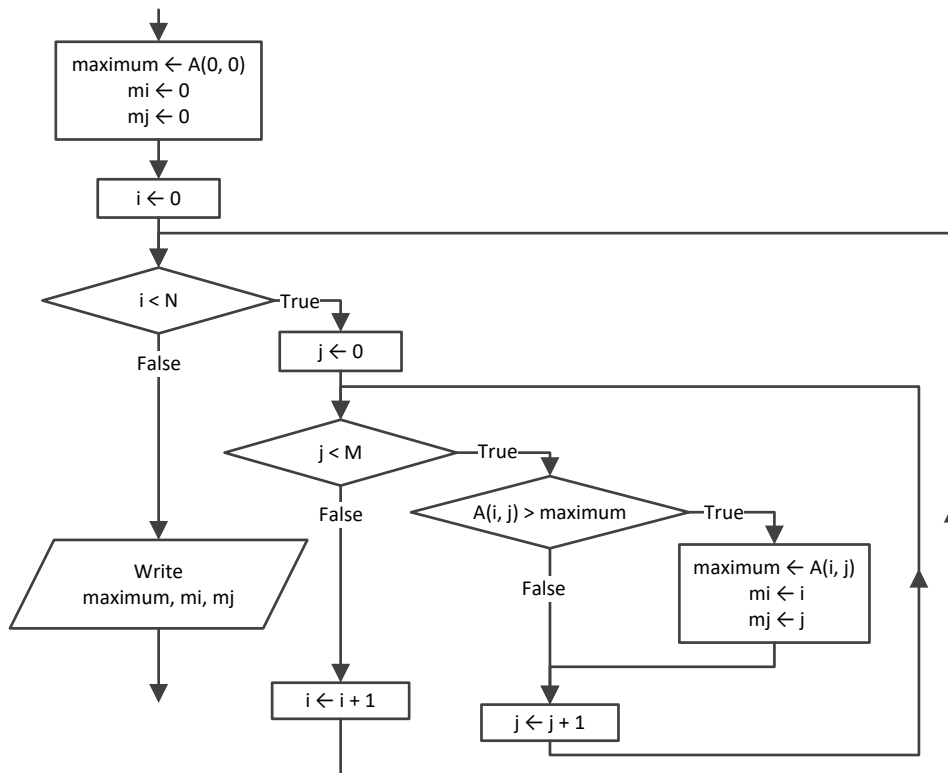 maximum ← A(0, 0)
mi ← 0
mj ← 0
i ← 0
i < N
True
False
j ← 0
j < M
True
False
A(i, j) > maximum
True
False
maximum ← A(i, j)
mi ← i
mj ← j
Write
maximum, mi, mj
i ← i + 1
j ← j + 1